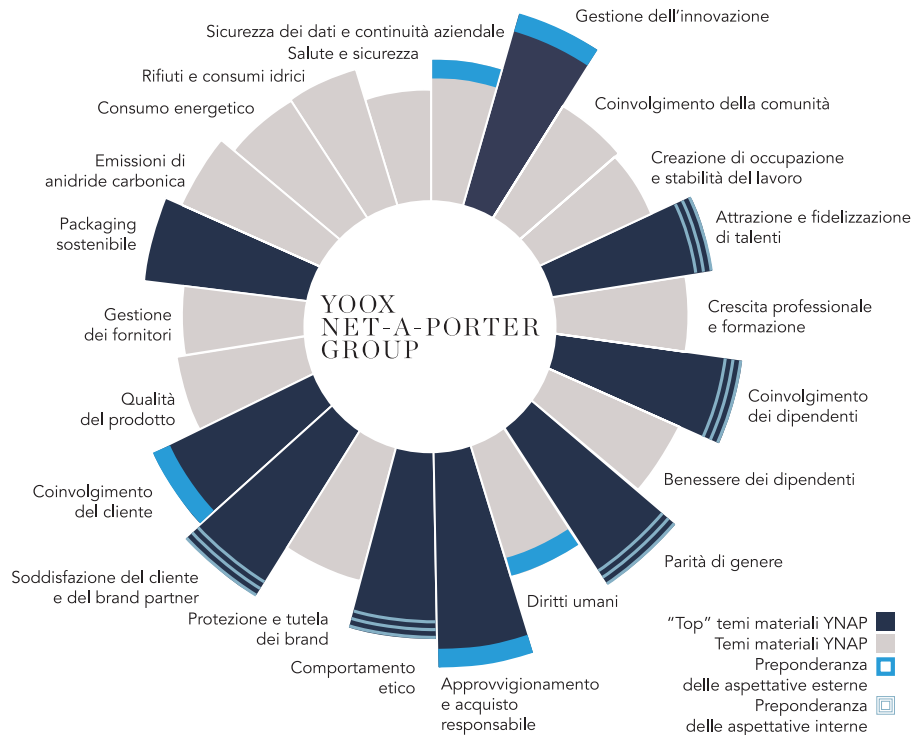 Gestione dell'innovazione
Sicurezza dei dati e continuità aziendale
Salute e sicurezza
Rifiuti e consumi idrici
Consumo energetico
Emissioni di
anidride carbonica
Packaging
sostenibile
Gestione
dei fornitori
Qualità
del prodotto
Coinvolgimento
del cliente
Soddisfazione del cliente
e del brand partner
Protezione e tutela
dei brand
Comportamento
etico
Approvvigionamento
e acquisto
responsabile
Diritti umani
Parità di genere
Benessere dei dipendenti
Coinvolgimento
dei dipendenti
Crescita professionale
e formazione
Attrazione e fidelizzazione
di talenti
Creazione di occupazione
e stabilità del lavoro
Coinvolgimento della comunità
YOOX
NET-A-PORTER
GROUP
"Top" temi materiali YNAP
Temi materiali YNAP
Preponderanza
delle aspettative esterne
Preponderanza
delle aspettative interne